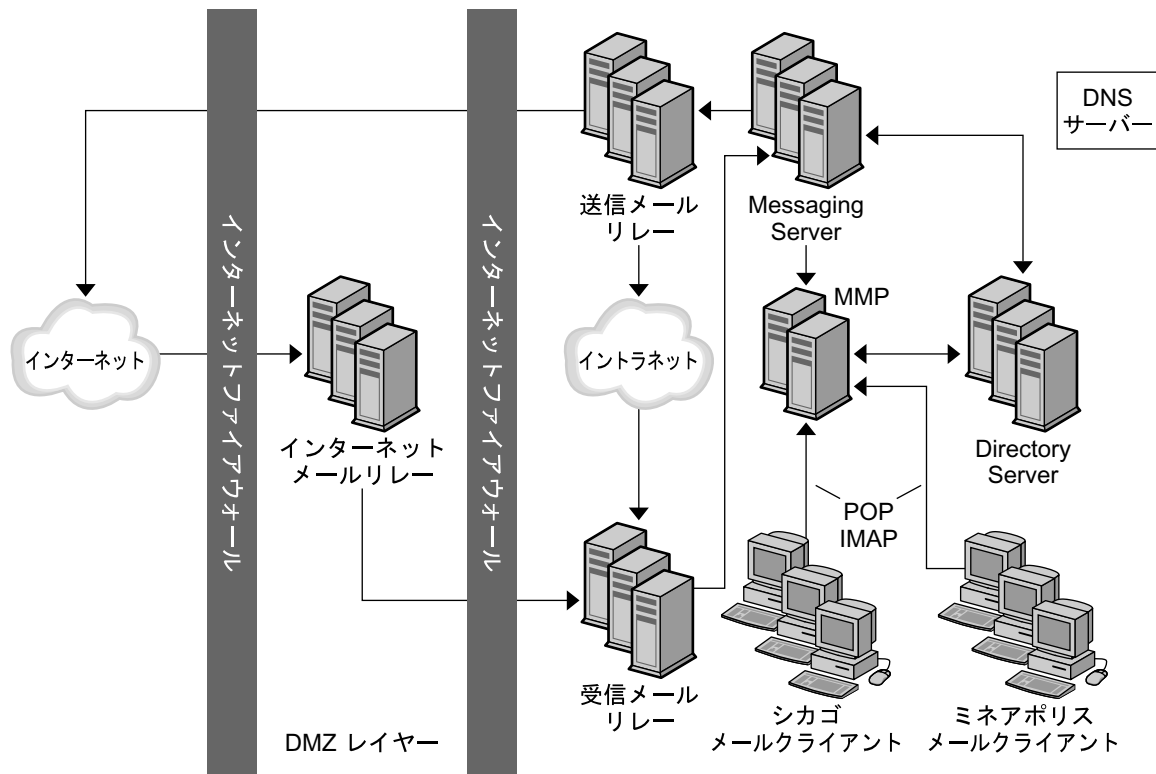 DNS
サーバー
送信メール
リレー
Messaging
Server
インターネットファイアウォール
インターネットファイアウォール
MMP
インターネット
イントラネット
インターネット
メールリレー
Directory
Server
POP
IMAP
受信メール
リレー
シカゴ
メールクライアント
ミネアポリス
メールクライアント
DMZ レイヤー